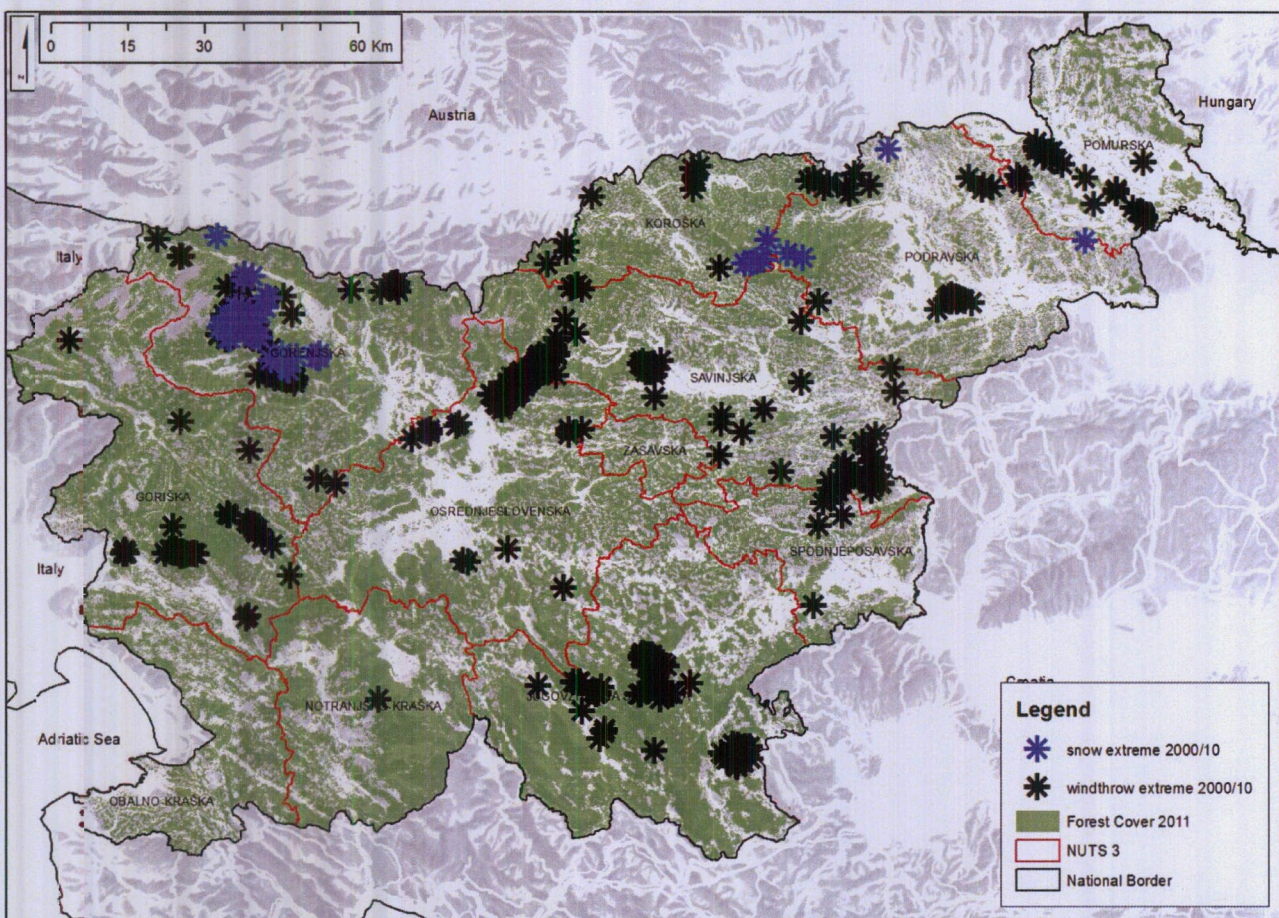 0 15 30 60 Km
z
Austria
Hungary
POMURSKA
KOROŠKA
Italy
PODRAVSKA
GORENJSKA
SAVINJSKA
ZASAVSKA
GORIŠKA
OSREDNJESLOVENSKA
SPODNJEPOSAVSKA
Italy
Croatia
NOTRANJSKO-KRAŠKA
Adriatic Sea
OBALNO-KRAŠKA
Legend
snow extreme 2000/10
windthrow extreme 2000/10
Forest Cover 2011
NUTS 3
National Border